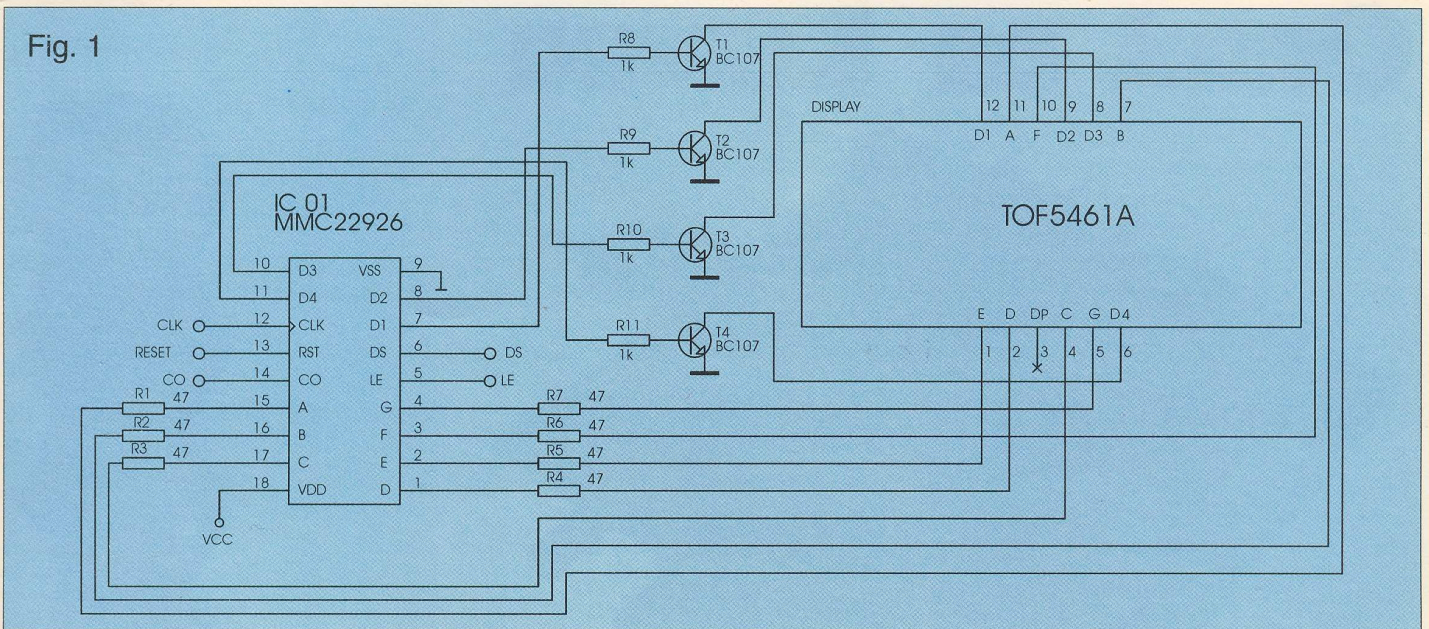 Fig. 1
R8
1k
T1
BC107
R9
1k
T2
BC107
R10
1k
T3
BC107
R11
1k
T4
BC107
DISPLAY
12 11 10 9 8 7
D1 A F D2 D3 B
TOF5461A
E D DP C G D4
1 2 3 4 5 6
IC 01
MMC22926
10 D3 VSS 9
11 D4 D2 8
CLK 12 CLK D1 7
RESET 13 RST DS 6 DS
CO 14 CO LE 5 LE
R1 47 15 A G 4 R7 47
R2 47 16 B F 3 R6 47
R3 47 17 C E 2 R5 47
18 VDD D 1 R4 47
VCC